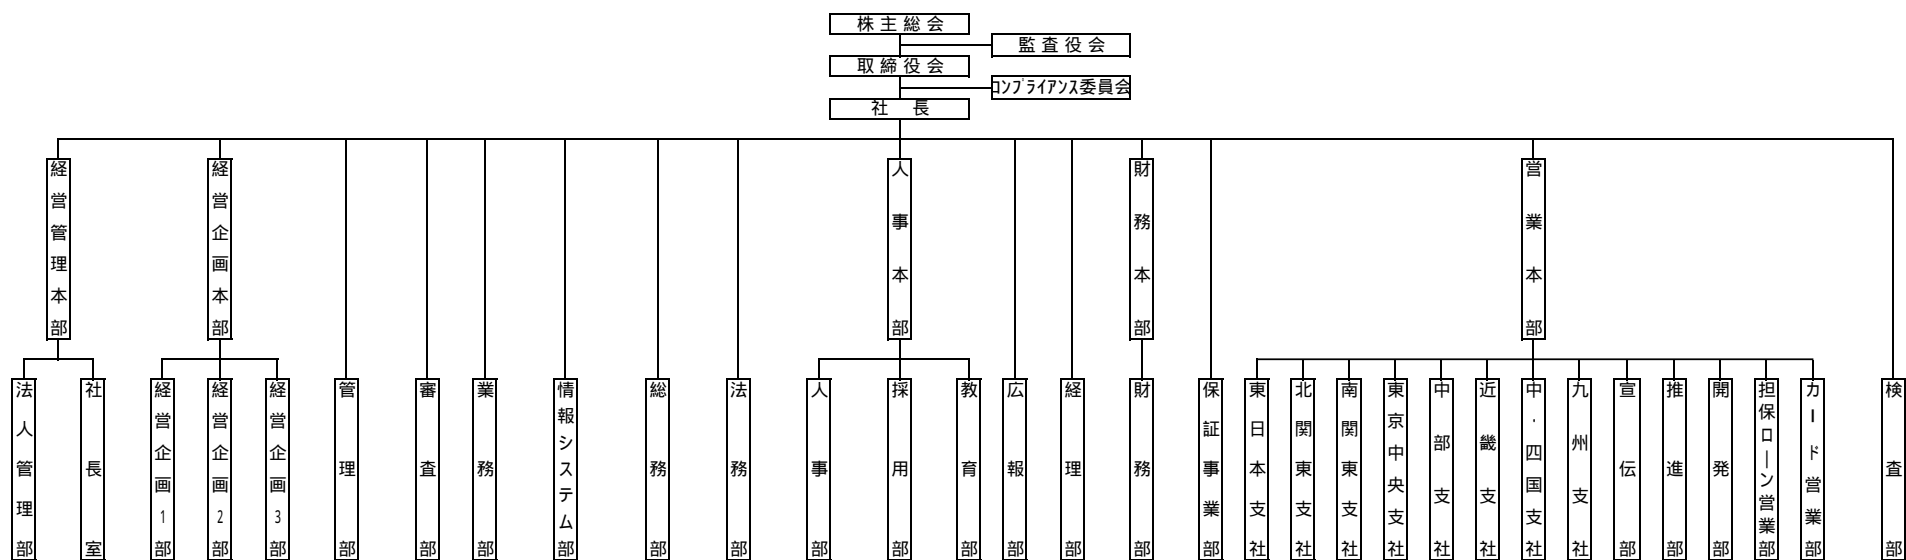 株主総会
監査役会
取締役会
コンプライアンス委員会
社長
経営管理本部
経営企画本部
人事本部
財務本部
営業本部
法人管理部
社長室
経営企画1部
経営企画2部
経営企画3部
管理部
審査部
業務部
情報システム部
総務部
法務部
人事部
採用部
教育部
広報部
経理部
財務部
保証事業部
東日本支社
北関東支社
南関東支社
東京中央支社
中部支社
近畿支社
中・四国支社
九州支社
宣伝部
推進部
開発部
担保ローン営業部
カード営業部
検査部